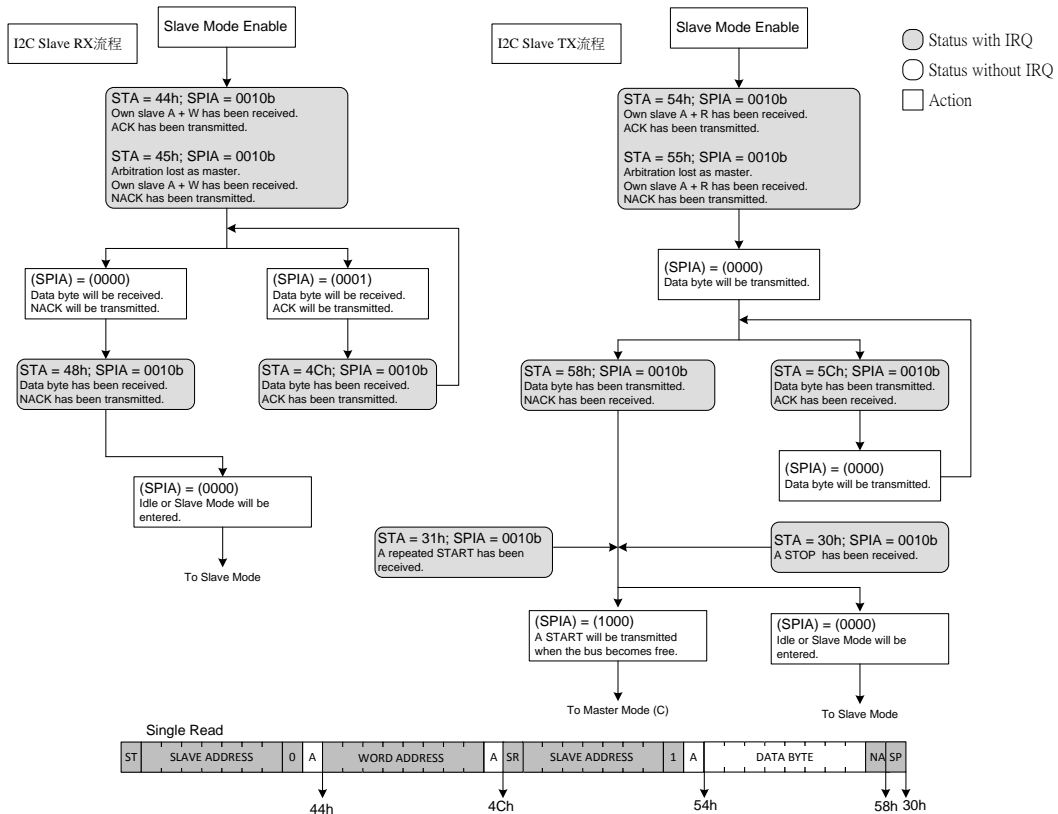 I2C Slave RX流程
Slave Mode Enable
STA = 44h; SPIA = 0010b
Own slave A + W has been received.
ACK has been transmitted.
STA = 45h; SPIA = 0010b
Arbitration lost as master.
Own slave A + W has been received.
NACK has been transmitted.
(SPIA) = (0000)
Data byte will be received.
NACK will be transmitted.
(SPIA) = (0001)
Data byte will be received.
ACK will be transmitted.
STA = 48h; SPIA = 0010b
Data byte has been received.
NACK has been transmitted.
STA = 4Ch; SPIA = 0010b
Data byte has been received.
ACK has been transmitted.
(SPIA) = (0000)
Idle or Slave Mode will be
entered.
To Slave Mode
I2C Slave TX流程
Slave Mode Enable
STA = 54h; SPIA = 0010b
Own slave A + R has been received.
ACK has been transmitted.
STA = 55h; SPIA = 0010b
Arbitration lost as master.
Own slave A + R has been received.
NACK has been transmitted.
(SPIA) = (0000)
Data byte will be transmitted.
STA = 58h; SPIA = 0010b
Data byte has been transmitted.
NACK has been received.
STA = 5Ch; SPIA = 0010b
Data byte has been transmitted.
ACK has been received.
(SPIA) = (0000)
Data byte will be transmitted.
STA = 31h; SPIA = 0010b
A repeated START has been
received.
STA = 30h; SPIA = 0010b
A STOP has been received.
(SPIA) = (1000)
A START will be transmitted
when the bus becomes free.
(SPIA) = (0000)
Idle or Slave Mode will be
entered.
To Master Mode (C)
To Slave Mode
Status with IRQ
Status without IRQ
Action
Single Read
ST SLAVE ADDRESS 0 A WORD ADDRESS A SR SLAVE ADDRESS 1 A DATA BYTE NA SP
44h 4Ch 54h 58h 30h